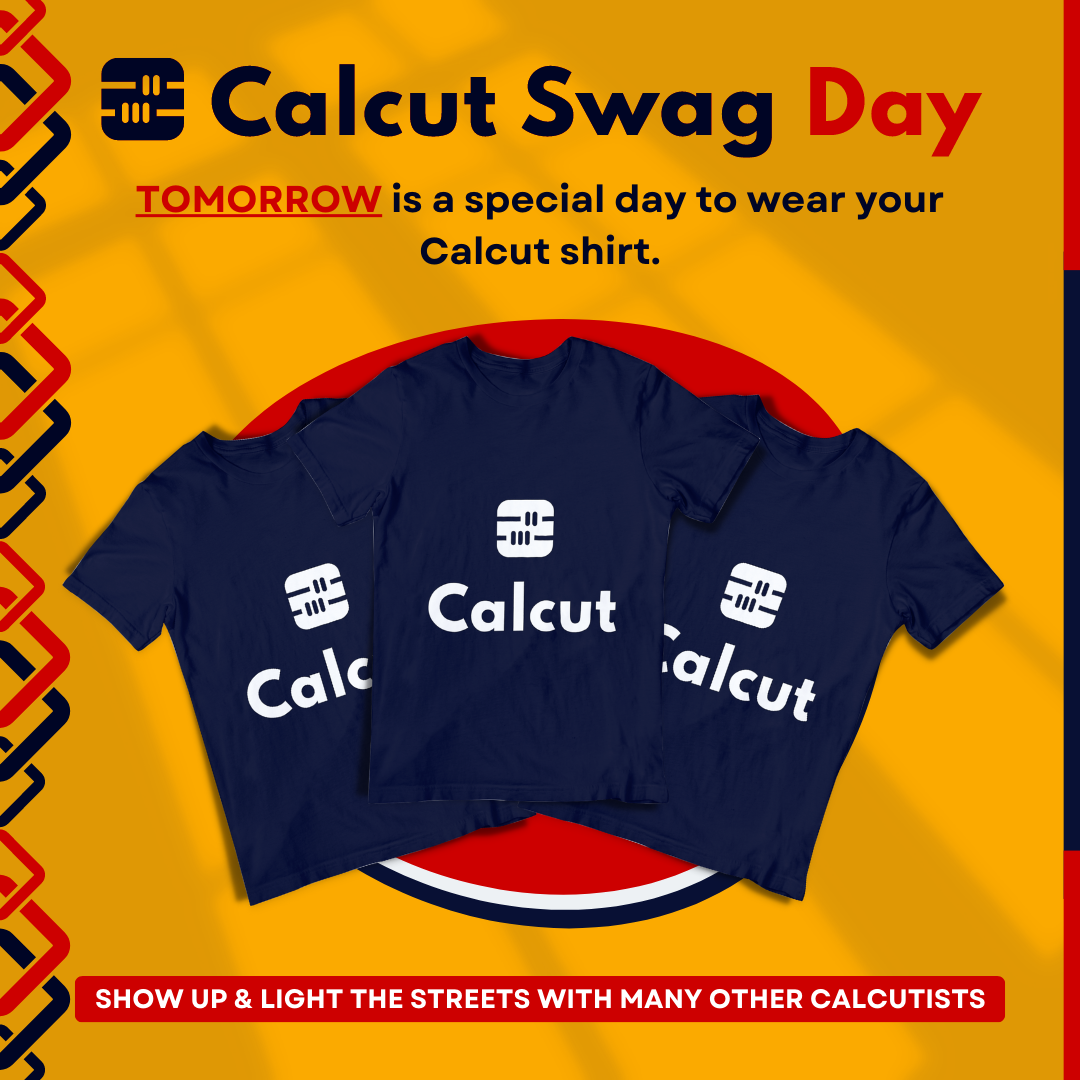 Calcut Swag Day
TOMORROW is a special day to wear your
Calcut shirt.
Calc
Calcut
Calcut
SHOW UP & LIGHT THE STREETS WITH MANY OTHER CALCUTISTS